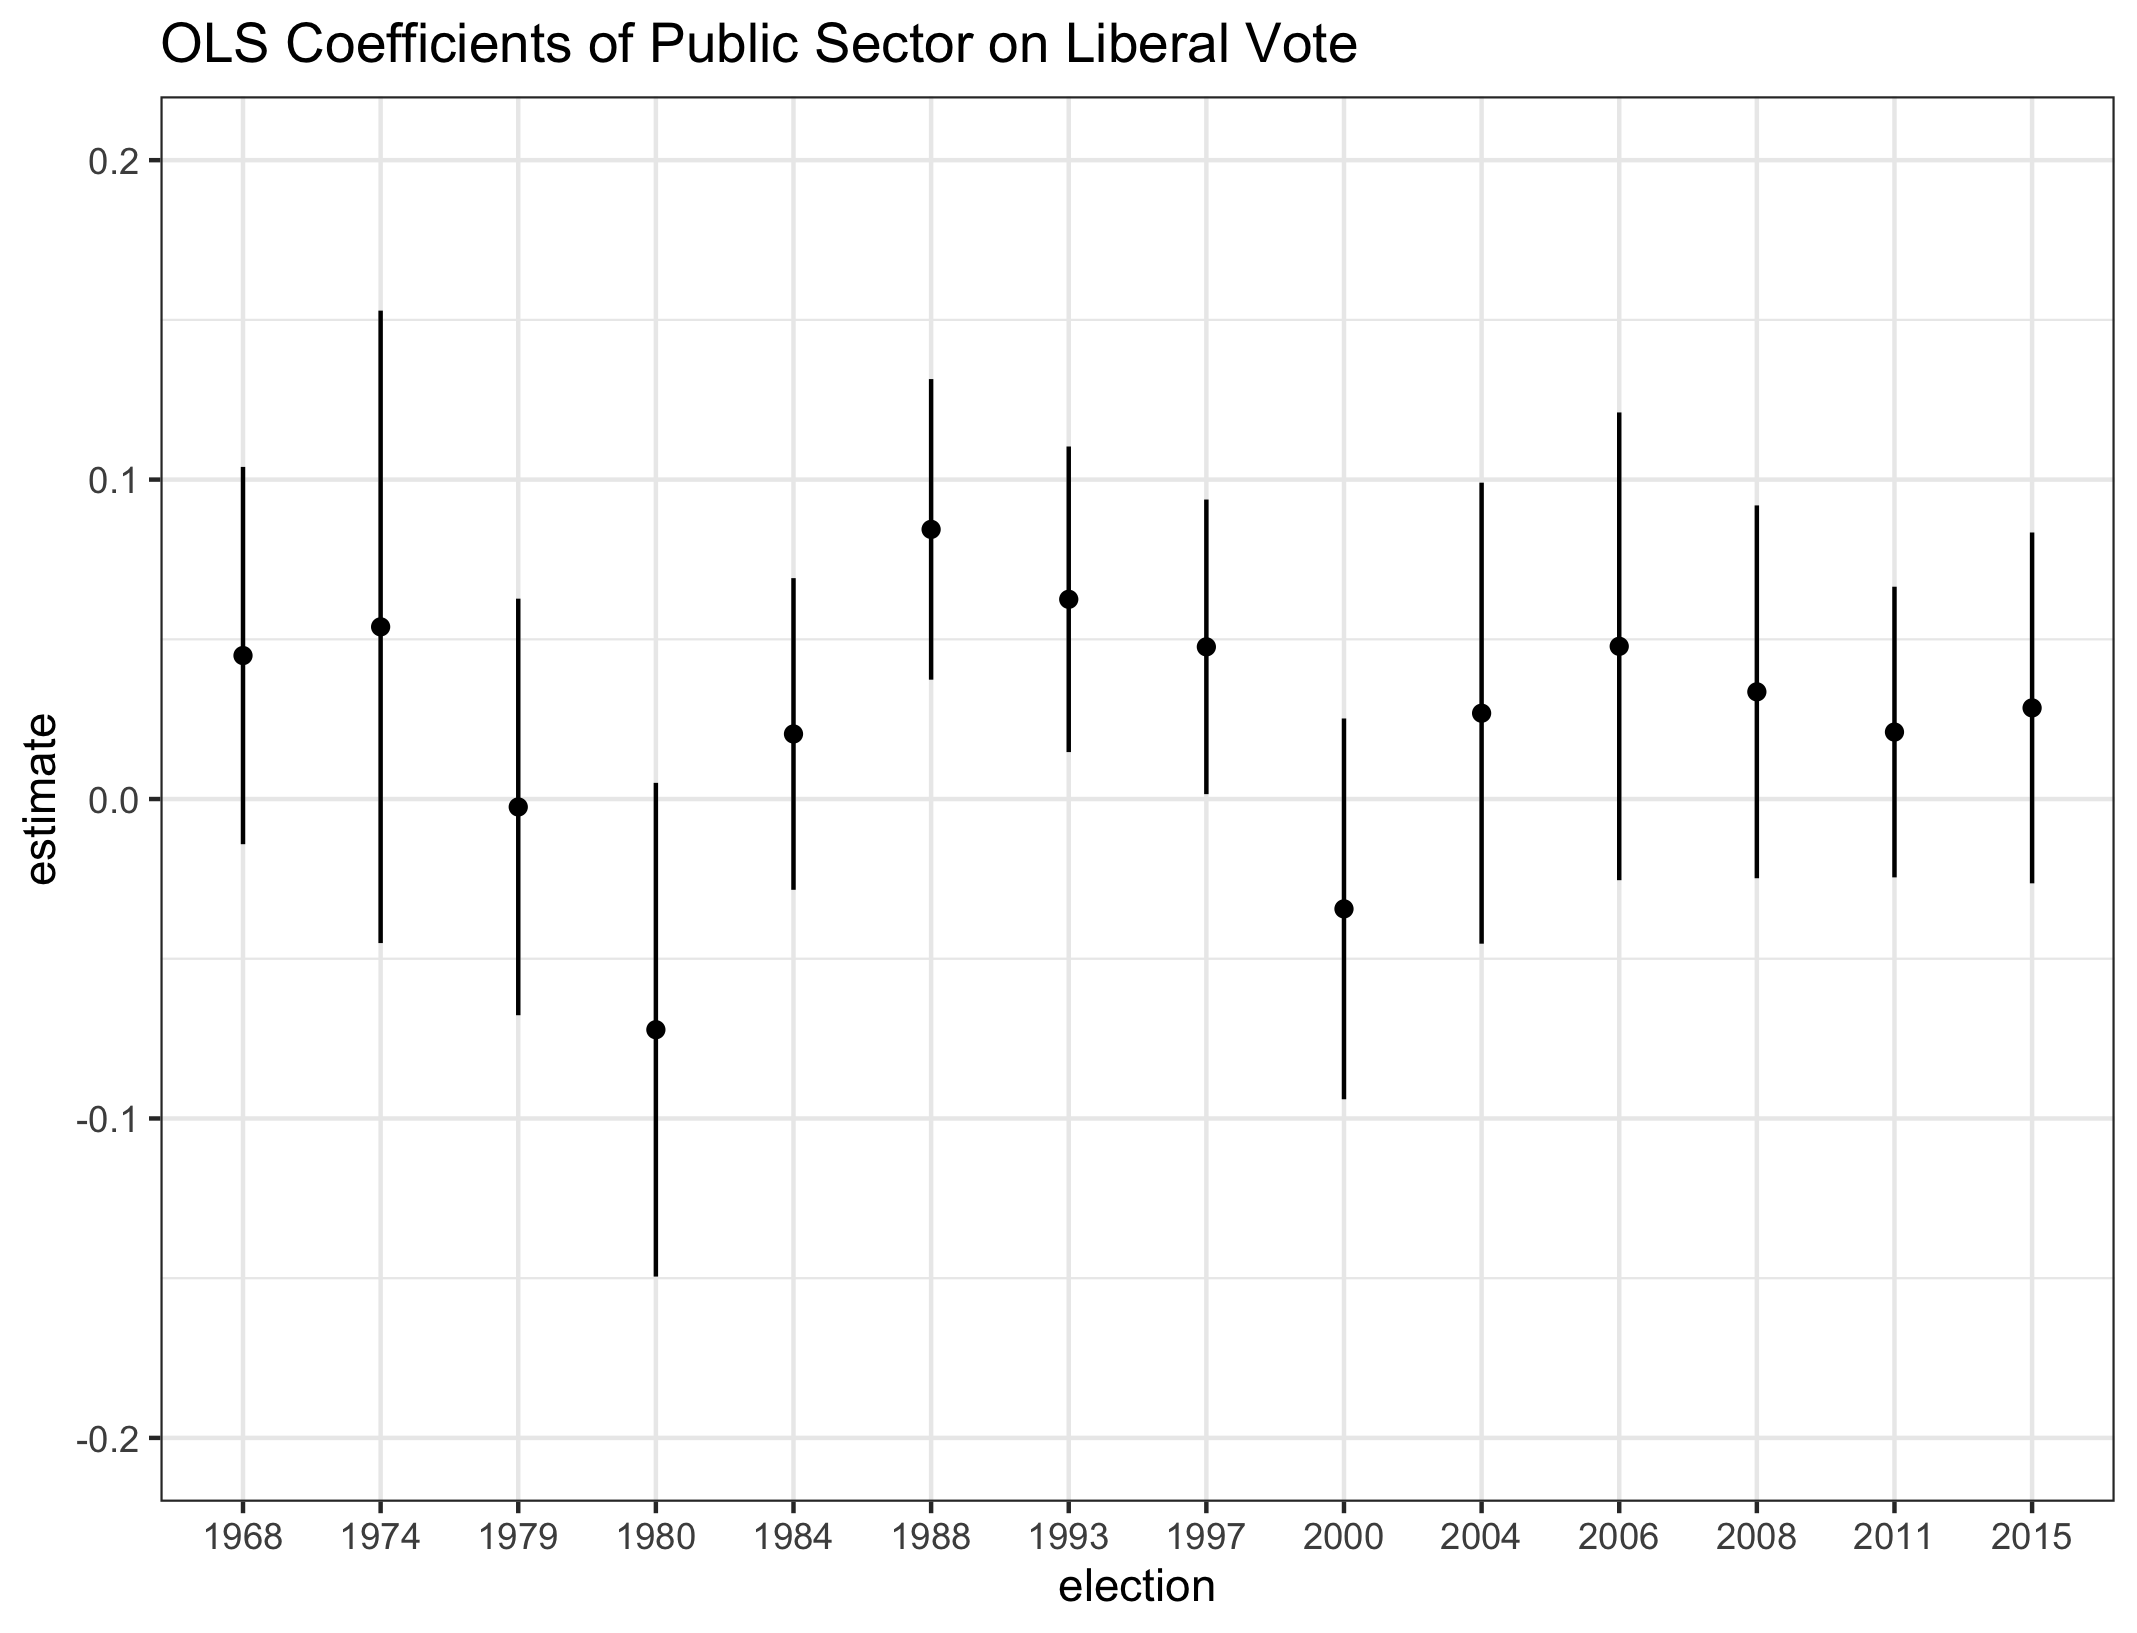 OLS Coefficients of Public Sector on Liberal Vote
0.2
0.1
0.0
-0.1
-0.2
estimate
1968 1974 1979 1980 1984 1988 1993 1997 2000 2004 2006 2008 2011 2015
election